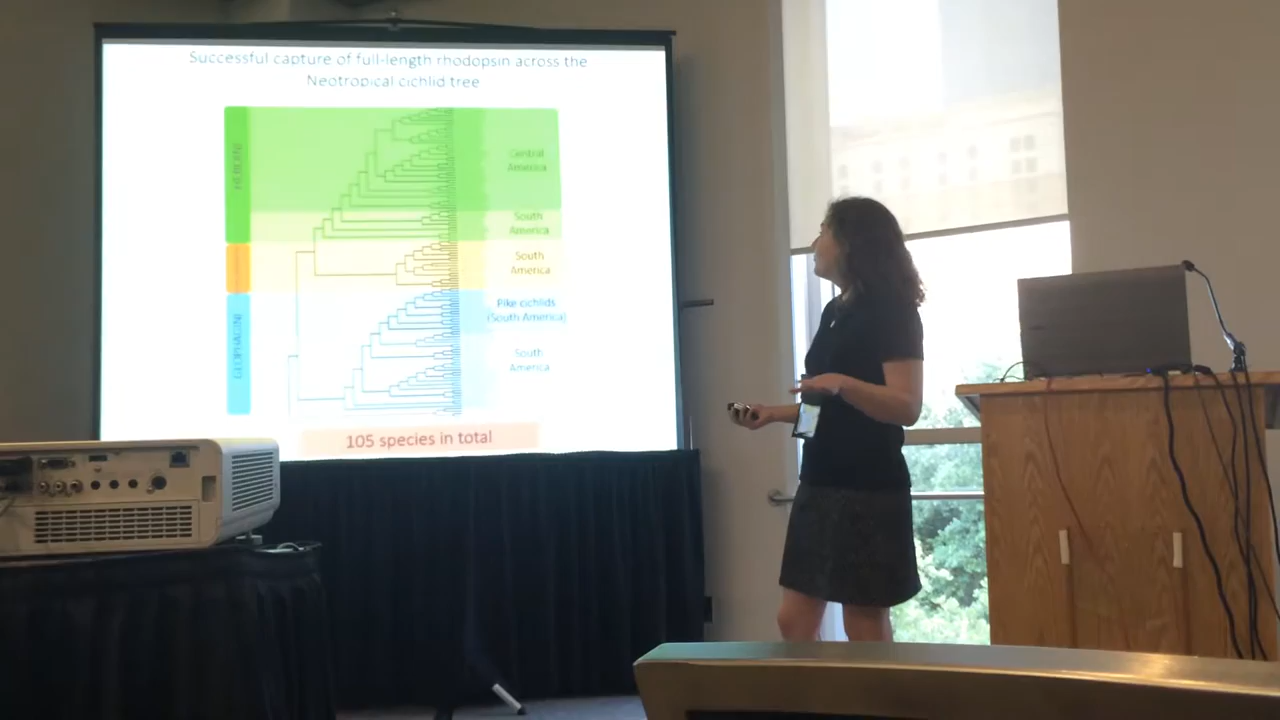 Successful capture of full-length rhodopsin across the
Neotropical cichlid tree
Central
America
South
America
South
America
Pike cichlids
(South America)
GEOPHAGINI
South
America
105 species in total